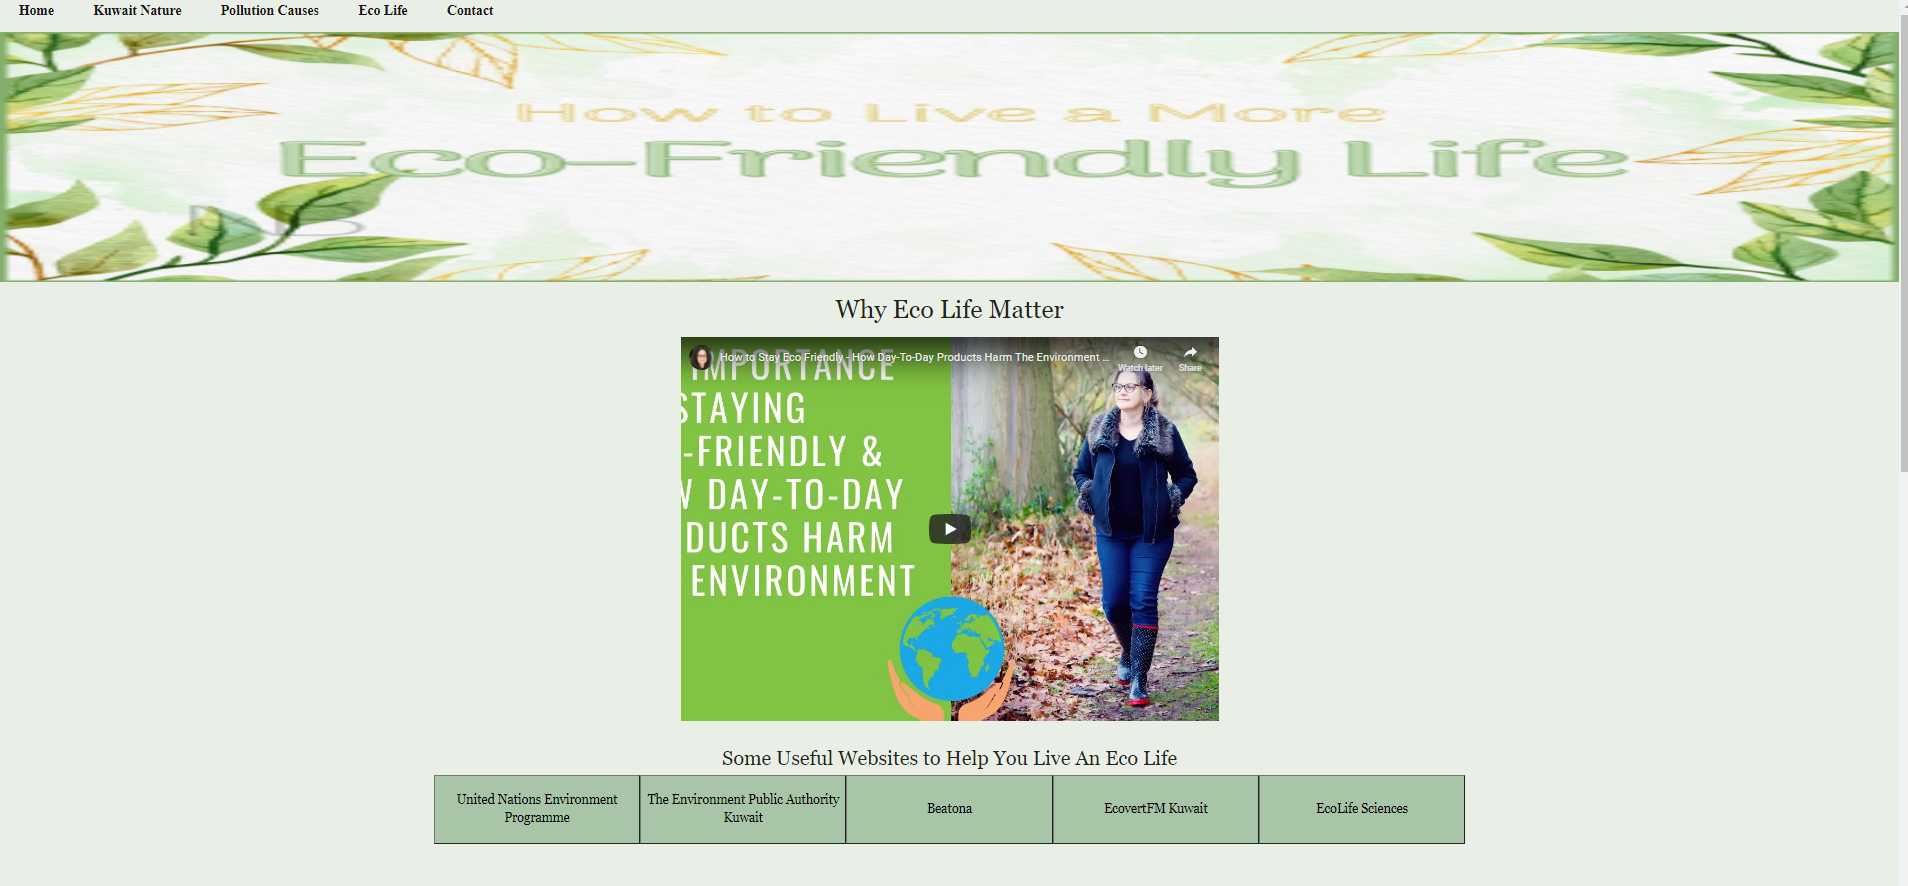 Home Kuwait Nature Pollution Causes Eco Life Contact
How to Live a More
Eco-Friendly Life
Why Eco Life Matter
How to Stay Eco Friendly - How Day-To-Day Products Harm The Environment ...
Watch later Share
IMPORTANCE
STAYING
-FRIENDLY &
W DAY-TO-DAY
DUCTS HARM
ENVIRONMENT
Some Useful Websites to Help You Live An Eco Life
United Nations Environment
Programme
The Environment Public Authority
Kuwait
Beatona
EcovertFM Kuwait
EcoLife Sciences